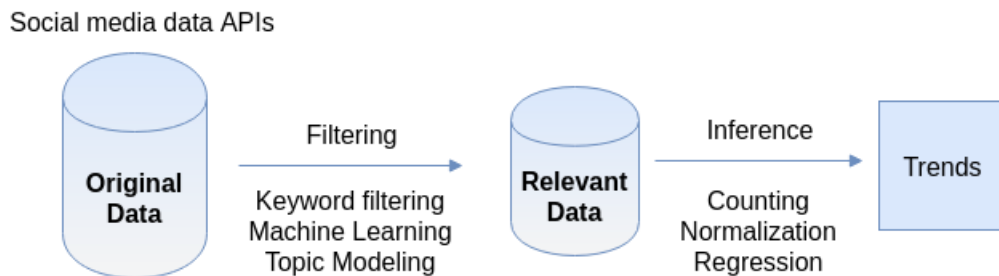 Social media data APIs
Original
Data
Filtering
Keyword filtering
Machine Learning
Topic Modeling
Relevant
Data
Inference
Counting
Normalization
Regression
Trends